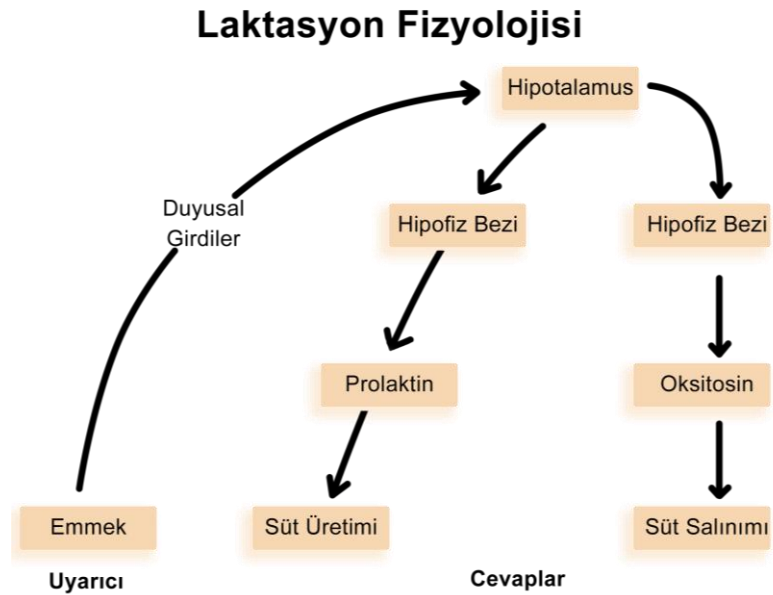 Laktasyon Fizyolojisi
Hipotalamus
Duyusal
Girdiler
Hipofiz Bezi
Hipofiz Bezi
Prolaktin
Oksitosin
Emmek
Süt Üretimi
Süt Salınımı
Uyarıcı
Cevaplar